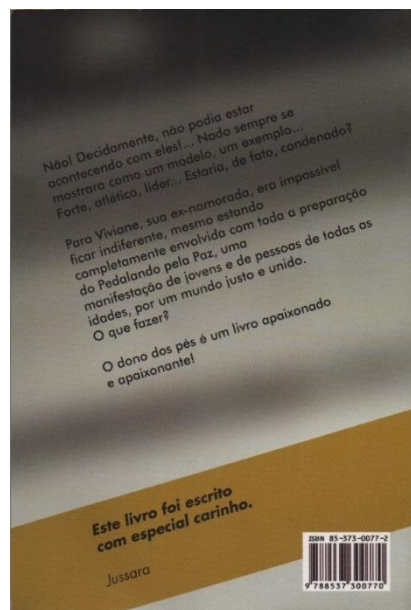 Não! Decidamente, não podia estar
acontecendo com eles!... Nado sempre se
mostrara como um modelo, um exemplo...
Forte, atlético, líder... Estaria, de fato, condenado?
Para Viviane, sua ex-namorada, era impossível
ficar indiferente, mesmo estando
completamente envolvida com toda a preparação
do Pedalando pela Paz, uma
manifestação de jovens e de pessoas de todas as
idades, por um mundo justo e unido.
O que fazer?
O dono dos pés é um livro apaixonado
e apaixonante!
Este livro foi escrito
com especial carinho.
Jussara
ISBN 85-373-0077-2
9 788537 300770